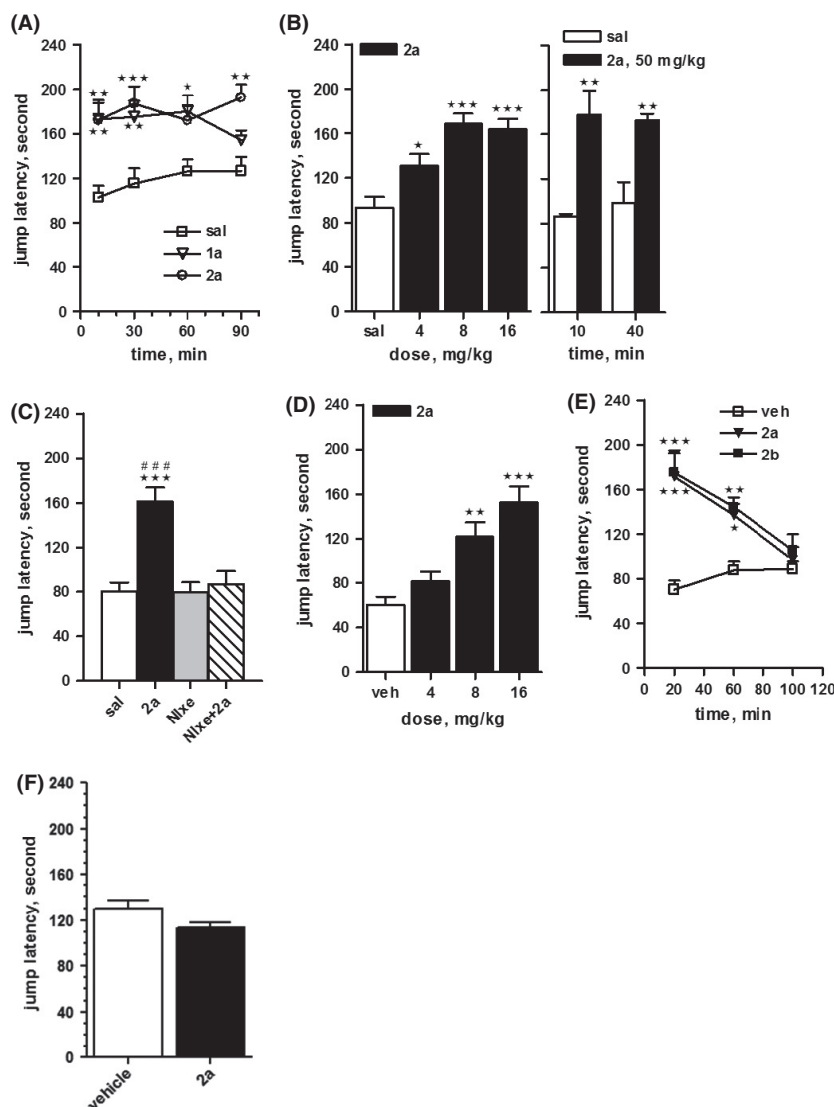 (A)
240
200
160
120
80
40
0
jump latency, second
★★
★★★
★
★★
★★
★★
sal
1a
2a
0 30 60 90
time, min
(B)
2a
240
200
160
120
80
40
0
jump latency, second
★
★★★
★★★
sal 4 8 16
dose, mg/kg
sal
2a, 50 mg/kg
★★
★★
10 40
time, min
(C)
240
200
160
120
80
40
0
jump latency, second
###
★★★
sal 2a Nlxe Nlxe+2a
(D)
2a
240
200
160
120
80
40
0
jump latency, second
★★
★★★
veh 4 8 16
dose, mg/kg
(E)
veh
2a
2b
240
200
160
120
80
40
0
jump latency, second
★★★
★★★
★★
★
0 20 40 60 80 100 120
time, min
(F)
240
200
160
120
80
40
0
jump latency, second
vehicle 2a